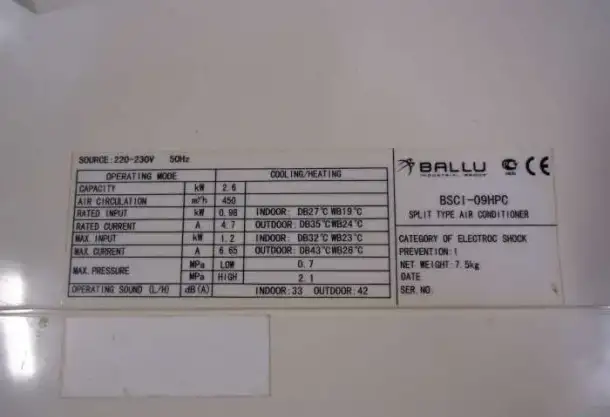 SOURCE:220-230V 50Hz
OPERATING MODE COOLING/HEATING
CAPACITY kW 2.6
AIR CIRCULATION m³/h 450
RATED INPUT kW 0.98 INDOOR: DB27℃ WB19℃
RATED CURRENT A 4.7 OUTDOOR: DB35℃ WB24℃
MAX. INPUT kW 1.2 INDOOR: DB32℃ WB23℃
MAX. CURRENT A 6.65 OUTDOOR: DB43℃ WB26℃
MAX. PRESSURE MPa LOW 0.7
MPa HIGH 2.1
OPERATING SOUND (L/H) dB(A) INDOOR:33 OUTDOOR:42
BALLU CE
INDUSTRIAL GROUP
BSCI-09HPC
SPLIT TYPE AIR CONDITIONER
CATEGORY OF ELECTROC SHOCK
PREVENTION:1
NET WEIGHT:7.5kg
DATE
SER.NO: